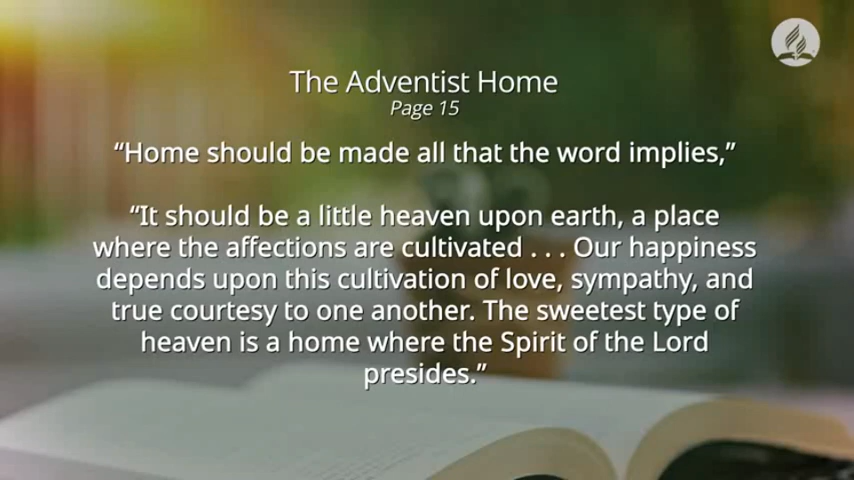 The Adventist Home
Page 15
“Home should be made all that the word implies,”
“It should be a little heaven upon earth, a place
where the affections are cultivated . . . Our happiness
depends upon this cultivation of love, sympathy, and
true courtesy to one another. The sweetest type of
heaven is a home where the Spirit of the Lord
presides.”